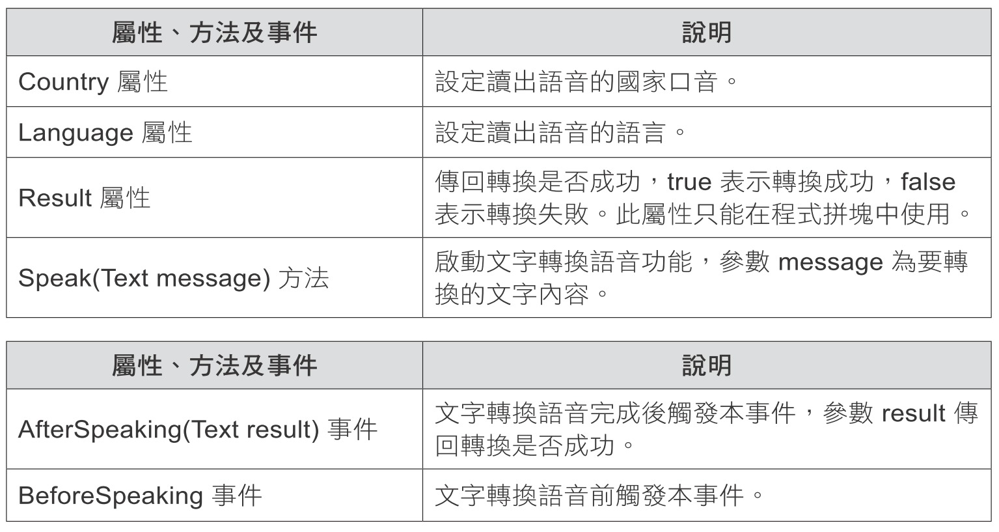 屬性、方法及事件 說明
Country 屬性 設定讀出語音的國家口音。
Language 屬性 設定讀出語音的語言。
Result 屬性 傳回轉換是否成功，true 表示轉換成功，false
表示轉換失敗。此屬性只能在程式拼塊中使用。
Speak(Text message) 方法 啟動文字轉換語音功能，參數 message 為要轉
換的文字內容。
屬性、方法及事件 說明
AfterSpeaking(Text result) 事件 文字轉換語音完成後觸發本事件，參數 result 傳
回轉換是否成功。
BeforeSpeaking 事件 文字轉換語音前觸發本事件。